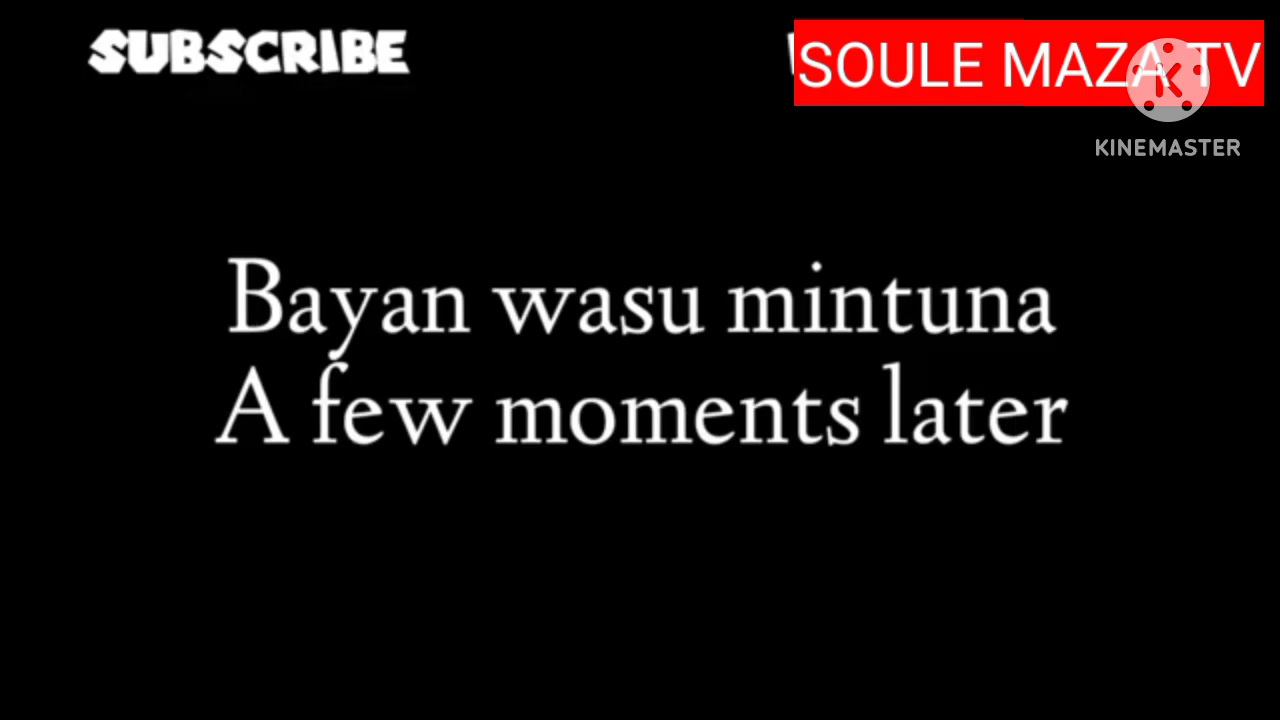 SUBSCRIBE
SOULE MAZA TV
KINEMASTER
Bayan wasu mintuna
A few moments later